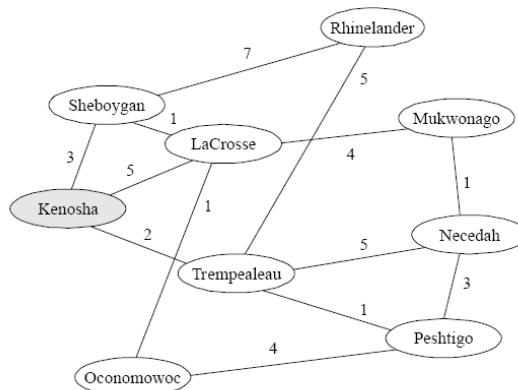 Rhinelander
7
5
Sheboygan
1
Mukwonago
LaCrosse
4
3
5
1
Kenosha
1
2
5
Necedah
Trempealeau
3
1
Peshtigo
4
Oconomowoc